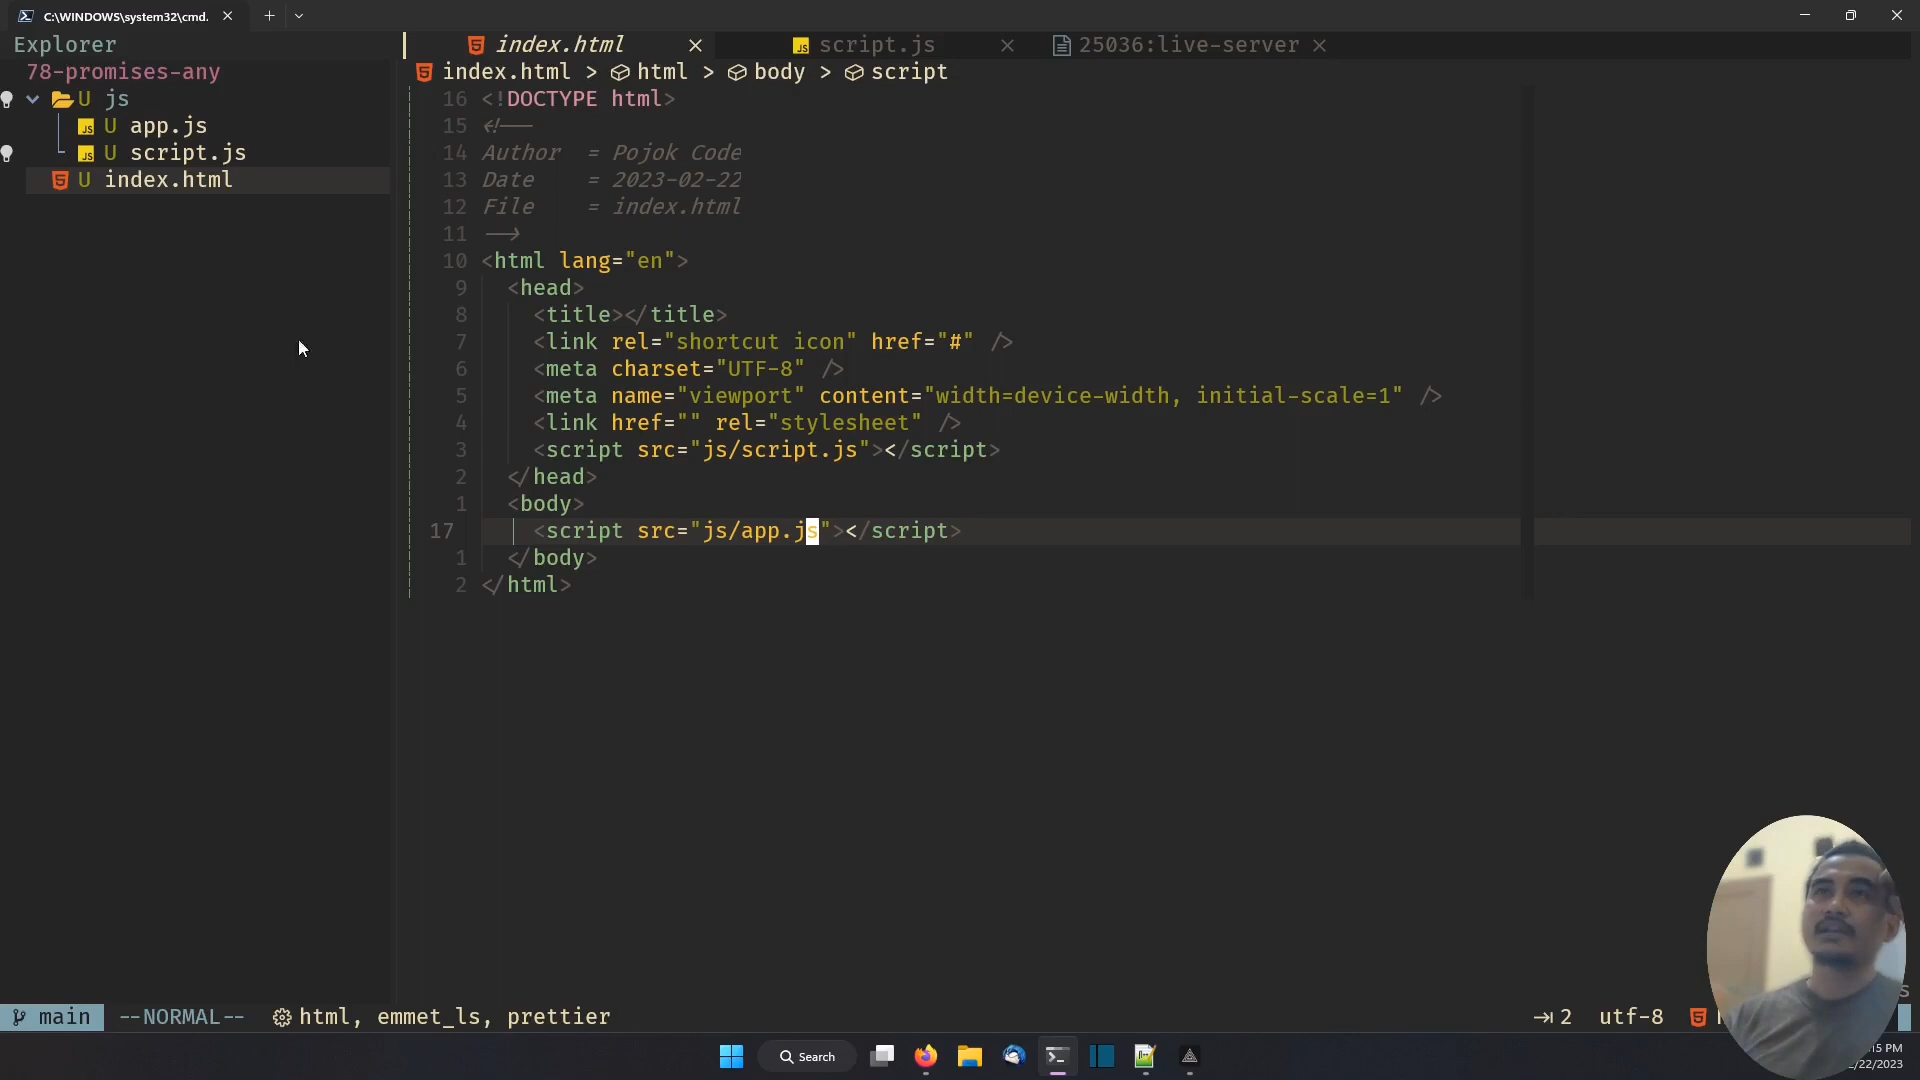 C:\WINDOWS\system32\cmd.
Explorer
index.html
script.js
25036:live-server
78-promises-any
index.html > html > body > script
U js
U app.js
U script.js
U index.html
16 <!DOCTYPE html>
15 <!--
14 Author = Pojok Code
13 Date = 2023-02-22
12 File = index.html
11 -->
10 <html lang="en">
9 <head>
8 <title></title>
7 <link rel="shortcut icon" href="#" />
6 <meta charset="UTF-8" />
5 <meta name="viewport" content="width=device-width, initial-scale=1" />
4 <link href="" rel="stylesheet" />
3 <script src="js/script.js"></script>
2 </head>
1 <body>
17 <script src="js/app.js"></script>
1 </body>
2 </html>
main --NORMAL-- html, emmet_ls, prettier
2 utf-8
Search